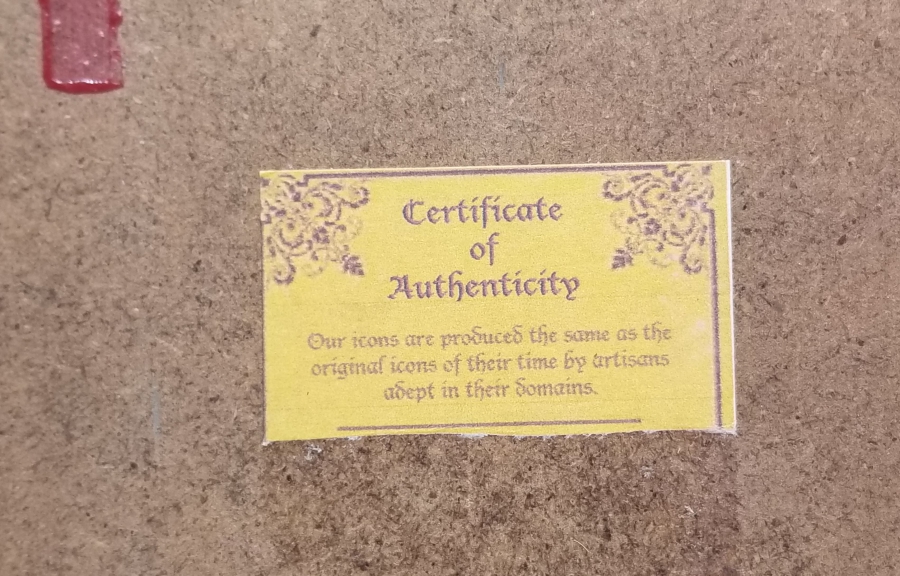 Certificate
of
Authenticity
Our icons are produced the same as the
original icons of their time by artisans
adept in their domains.